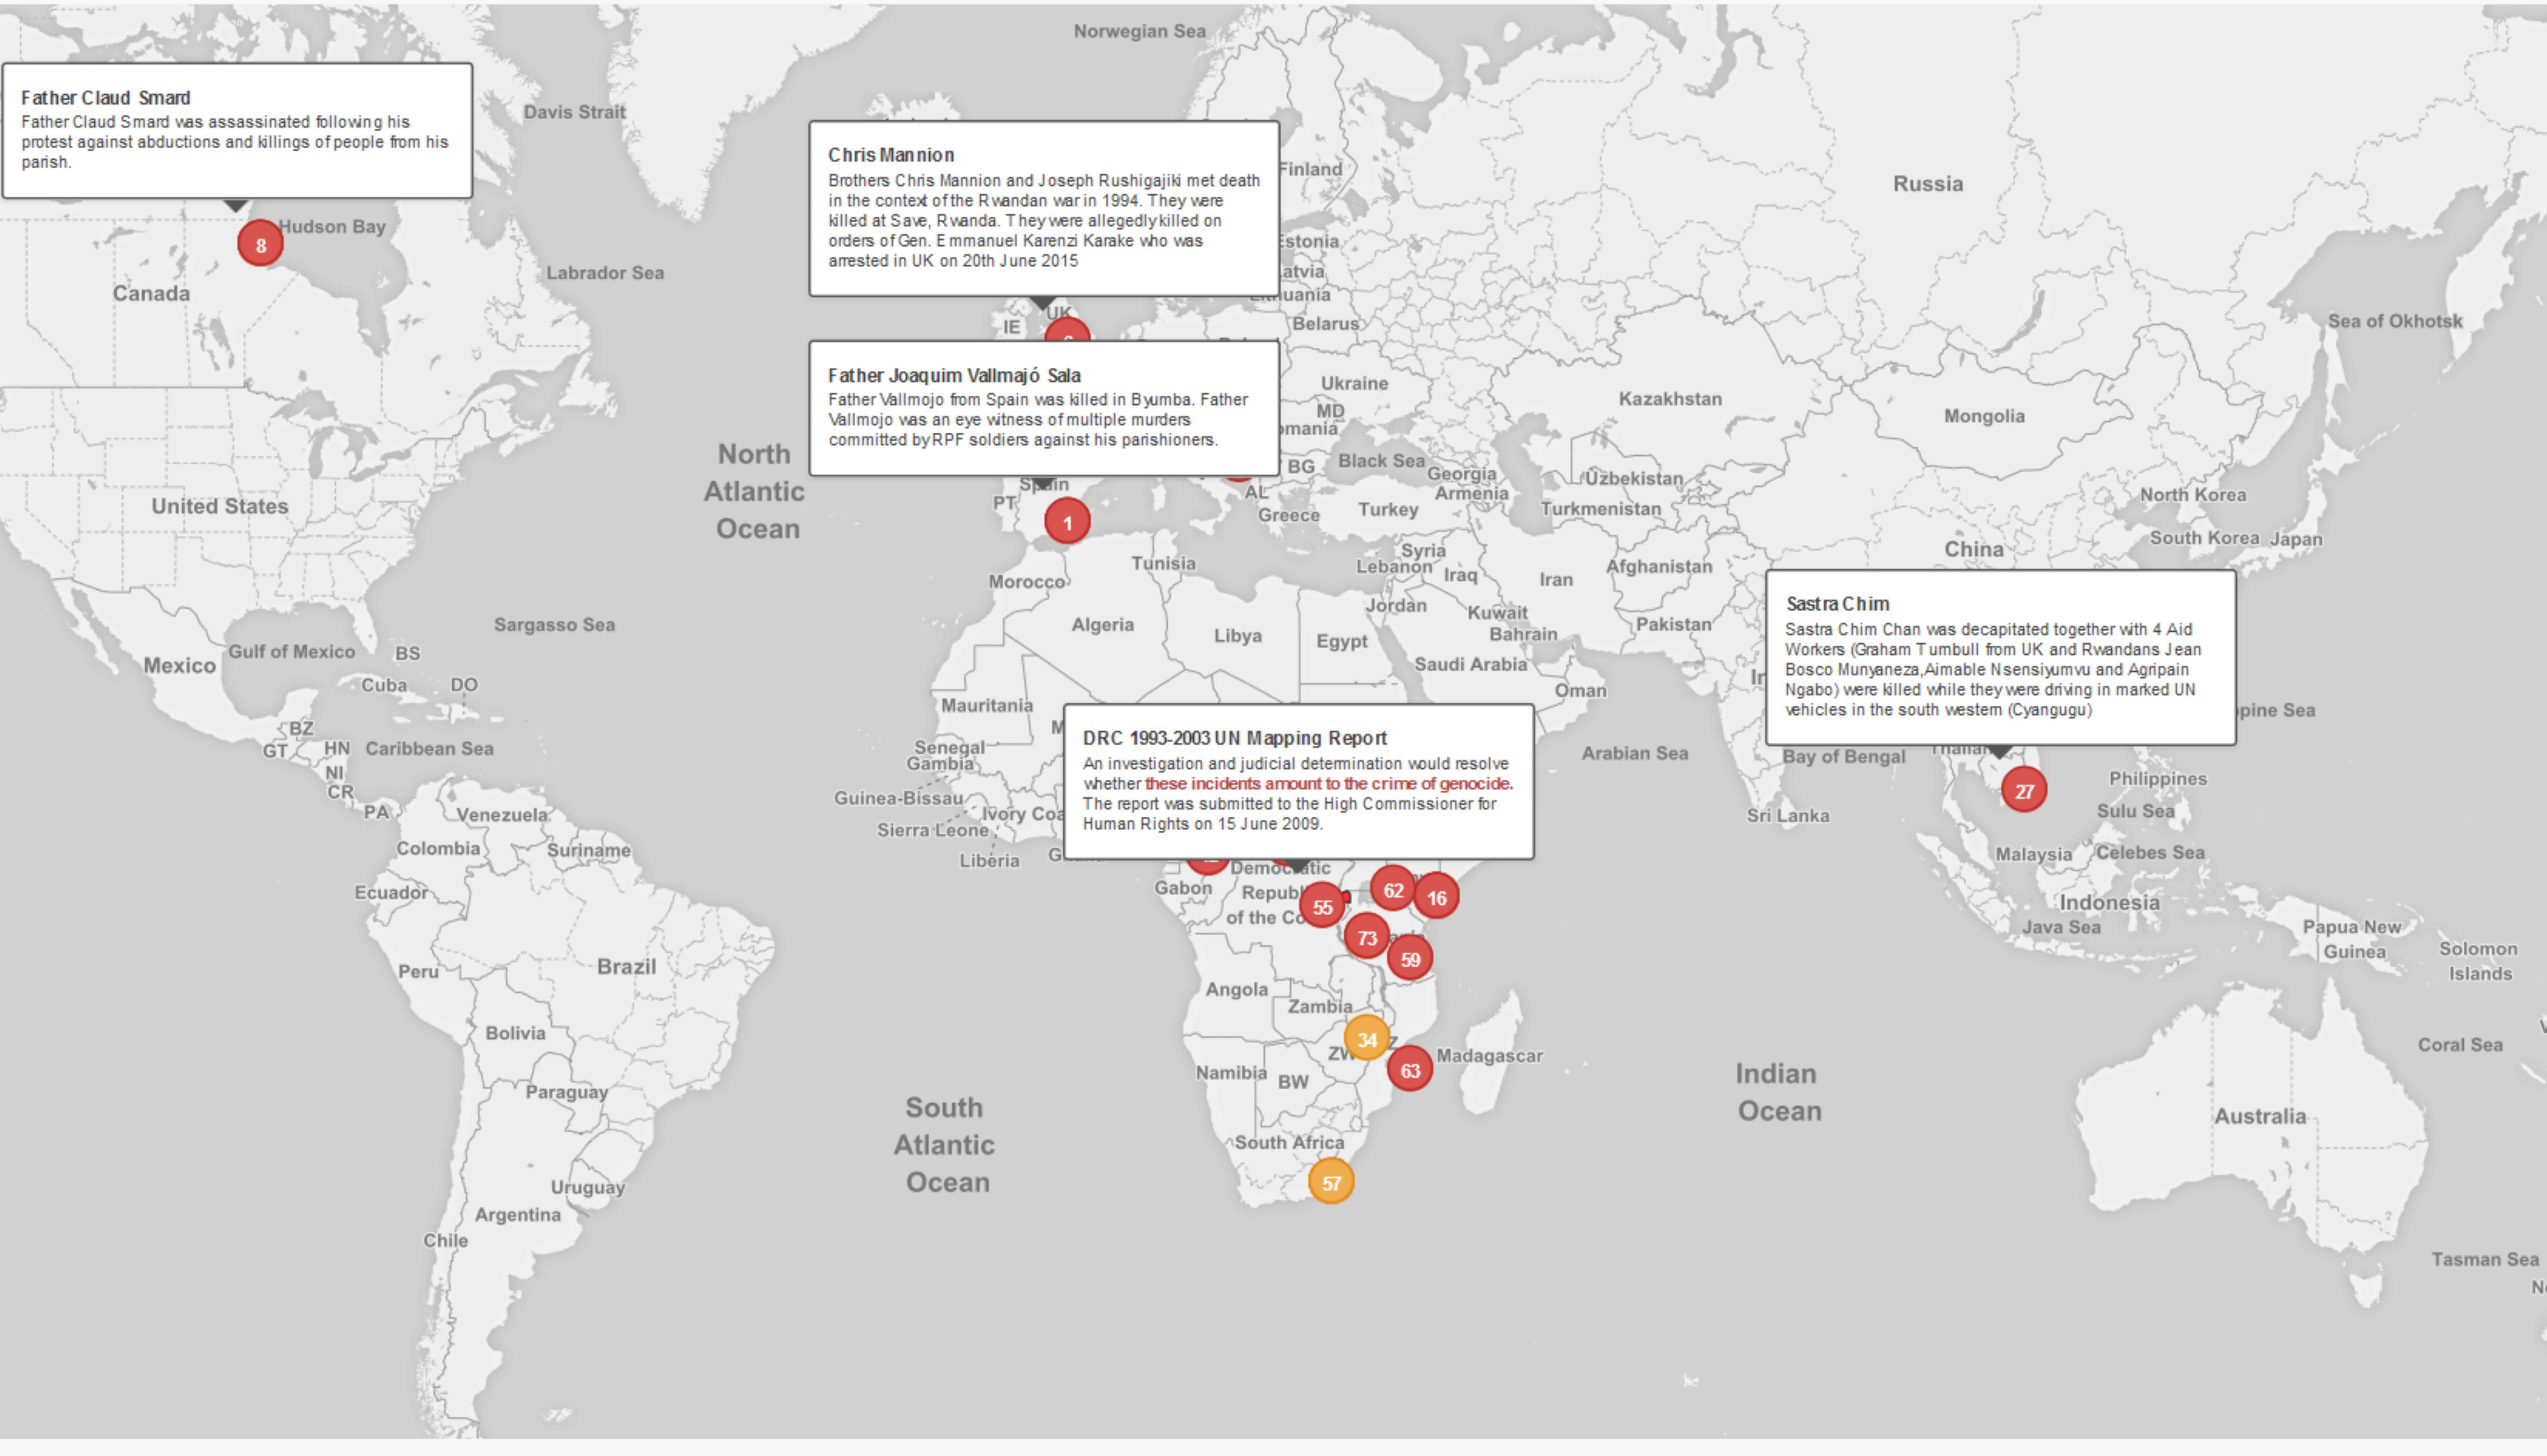 Norwegian Sea
Father Claud Smard
Father Claud Smard was assassinated following his
protest against abductions and killings of people from his
parish.
Davis Strait
Chris Mannion
Brothers Chris Mannion and Joseph Rushigajiki met death
in the context of the Rwandan war in 1994. They were
killed at Save, Rwanda. They were allegedly killed on
orders of Gen. Emmanuel Karenzi Karake who was
arrested in UK on 20th June 2015
Finland
Russia
Hudson Bay
8
Estonia
Labrador Sea
Canada
UK
IE
Belarus
Sea of Okhotsk
Father Joaquim Vallmajó Sala
Father Vallmojo from Spain was killed in Byumba. Father
Vallmojo was an eye witness of multiple murders
committed by RPF soldiers against his parishioners.
Ukraine
Kazakhstan
MD
Mongolia
North
Atlantic
Ocean
BG
Black Sea
Georgia
Uzbekistan
Spain
AL
Armenia
North Korea
United States
PT
1
Greece
Turkey
Turkmenistan
South Korea
Japan
China
Syria
Tunisia
Lebanon
Iraq
Iran
Afghanistan
Morocco
Jordan
Kuwait
Sargasso Sea
Algeria
Libya
Egypt
Bahrain
Pakistan
Sastra Chim
Sastra Chim Chan was decapitated together with 4 Aid
Workers (Graham Turnbull from UK and Rwandans Jean
Bosco Munyaneza,Aimable Nsensiyumvu and Agripain
Ngabo) were killed while they were driving in marked UN
vehicles in the south western (Cyangugu)
Gulf of Mexico
BS
Mexico
Saudi Arabia
Cuba
DO
Oman
Mauritania
BZ
GT
HN
Caribbean Sea
Senegal
Gambia
DRC 1993-2003 UN Mapping Report
An investigation and judicial determination would resolve
whether these incidents amount to the crime of genocide.
The report was submitted to the High Commissioner for
Human Rights on 15 June 2009.
Arabian Sea
Bay of Bengal
NI
CR
Philippines
27
PA
Venezuela
Guinea-Bissau
Sulu Sea
Sri Lanka
Sierra Leone
Colombia
Suriname
Liberia
Malaysia
Celebes Sea
Democratic
Gabon
62
16
Ecuador
55
of the
Indonesia
Java Sea
Papua New
Guinea
73
59
Solomon
Islands
Peru
Brazil
Angola
Zambia
Bolivia
34
ZW
63
Madagascar
Coral Sea
Namibia
BW
Indian
Ocean
Paraguay
South
Atlantic
Ocean
Australia
South Africa
57
Uruguay
Argentina
Chile
Tasman Sea